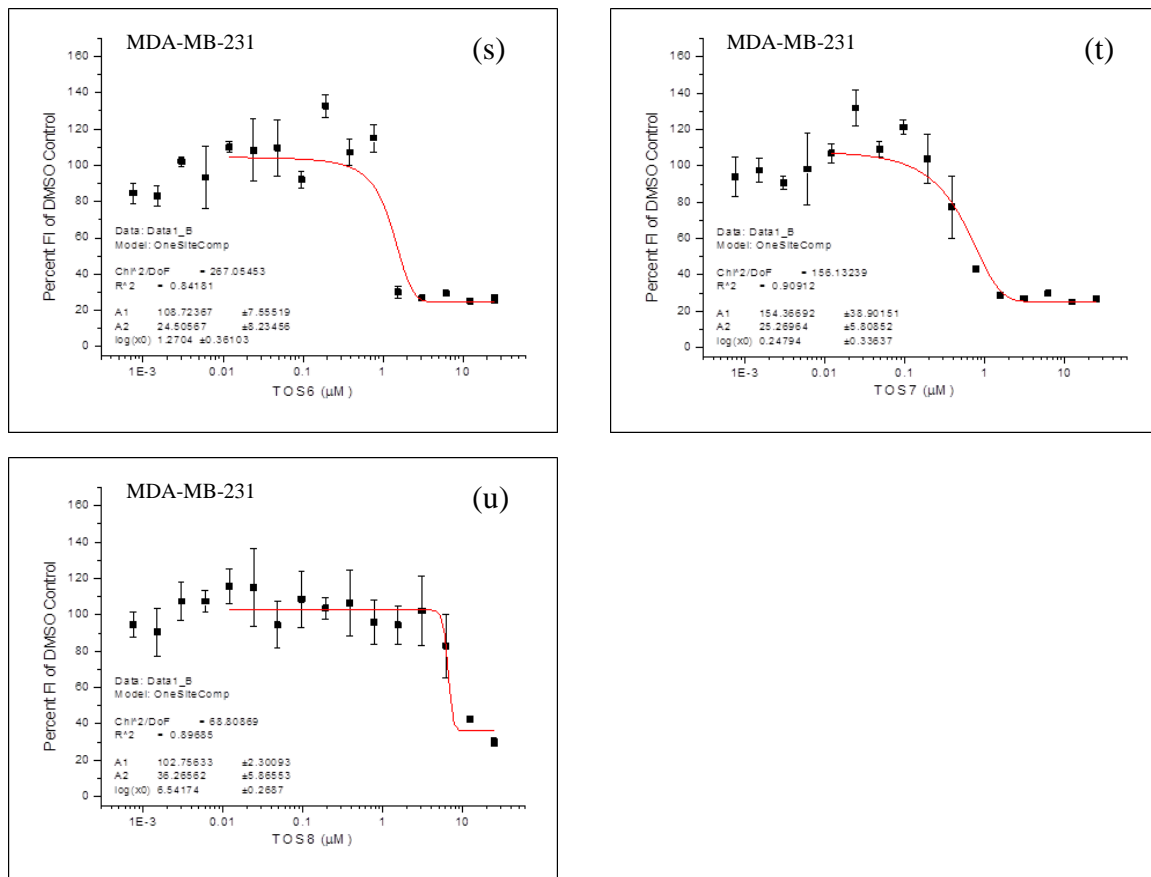 MDA-MB-231
(s)
Percent FI of DMSO Control
160
140
120
100
80
60
40
20
0
Data: Data1_B
Model: OneSiteComp
Chi^2/DoF = 267.05453
R^2 = 0.84181
A1 108.72367 ±7.55519
A2 24.50567 ±8.23456
log(x0) 1.2704 ±0.36103
1E-3 0.01 0.1 1 10
TOS6 (µM)
MDA-MB-231
(t)
Percent FI of DMSO Control
160
140
120
100
80
60
40
20
0
Data: Data1_B
Model: OneSiteComp
Chi^2/DoF = 156.13239
R^2 = 0.90912
A1 154.36692 ±38.90151
A2 25.26964 ±5.80852
log(x0) 0.24794 ±0.33637
1E-3 0.01 0.1 1 10
TOS7 (µM)
MDA-MB-231
(u)
Percent FI of DMSO Control
160
140
120
100
80
60
40
20
0
Data: Data1_B
Model: OneSiteComp
Chi^2/DoF = 68.80869
R^2 = 0.89685
A1 102.75633 ±2.30093
A2 36.26562 ±5.86553
log(x0) 6.54174 ±0.2687
1E-3 0.01 0.1 1 10
TOS8 (µM)